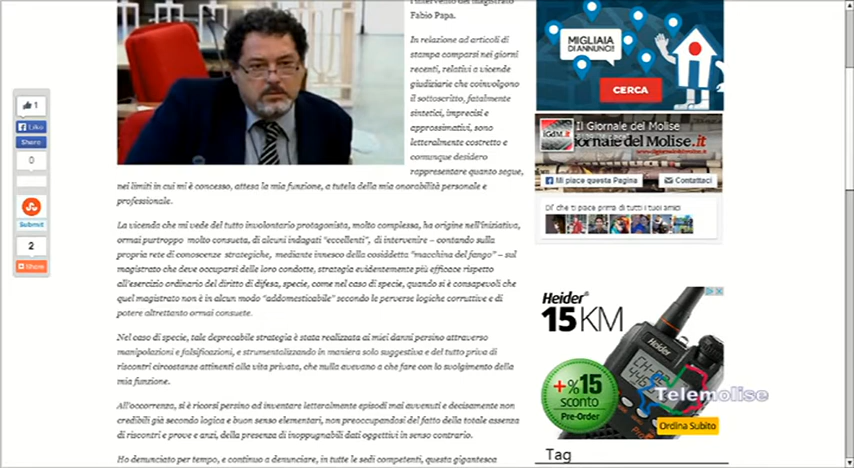 l'intervento del magistrato
Fabio Papa.
In relazione ad articoli di
stampa comparsi nei giorni
recenti, relativi a vicende
giudiziarie che coinvolgono
il sottoscritto, fatalmente
sintetici, imprecisi e
approssimativi, sono
letteralmente costretto e
comunque desidero
rappresentare quanto segue,
nei limiti in cui mi è concesso, attesa la mia funzione, a tutela della mia onorabilità personale e
professionale.
La vicenda che mi vede del tutto involontario protagonista, molto complessa, ha origine nell'iniziativa,
ormai purtroppo molto consueta, di alcuni indagati "eccellenti", di intervenire – contando sulla
propria rete di conoscenze strategiche, mediante innesco della cosiddetta "macchina del fango" – sul
magistrato che deve occuparsi delle loro condotte, strategia evidentemente più efficace rispetto
all'esercizio ordinario del diritto di difesa, specie, come nel caso di specie, quando si è consapevoli che
quel magistrato non è in alcun modo "addomesticabile" secondo le perverse logiche corruttive e di
potere altrettanto ormai consuete.
Nel caso di specie, tale deprecabile strategia è stata realizzata ai miei danni persino attraverso
manipolazioni e falsificazioni, e strumentalizzando in maniera solo suggestiva e del tutto priva di
riscontri circostanze attinenti alla vita privata, che nulla avevano a che fare con lo svolgimento della
mia funzione.
All'occorrenza, si è ricorsi persino ad inventare letteralmente episodi mai avvenuti e decisamente non
credibili già secondo logica e buon senso elementari, non preoccupandosi del fatto della totale assenza
di riscontri e prove e anzi, della presenza di inoppugnabili dati oggettivi in senso contrario.
Ho denunciato per tempo, e continuo a denunciare, in tutte le sedi competenti, questa gigantesca
1
Like
Share
0
Submit
2
Share
MIGLIAIA
DI ANNUNCI!
CERCA
IGdM.it
Il Giornale del Molise
iornale del Molise.it
Mi piace questa Pagina
Contattaci
Di' che ti piace prima di tutti i tuoi amici
Heider
15KM
Heider
+%15
sconto
Pre-Order
Telemolise
Ordina Subito
Tag